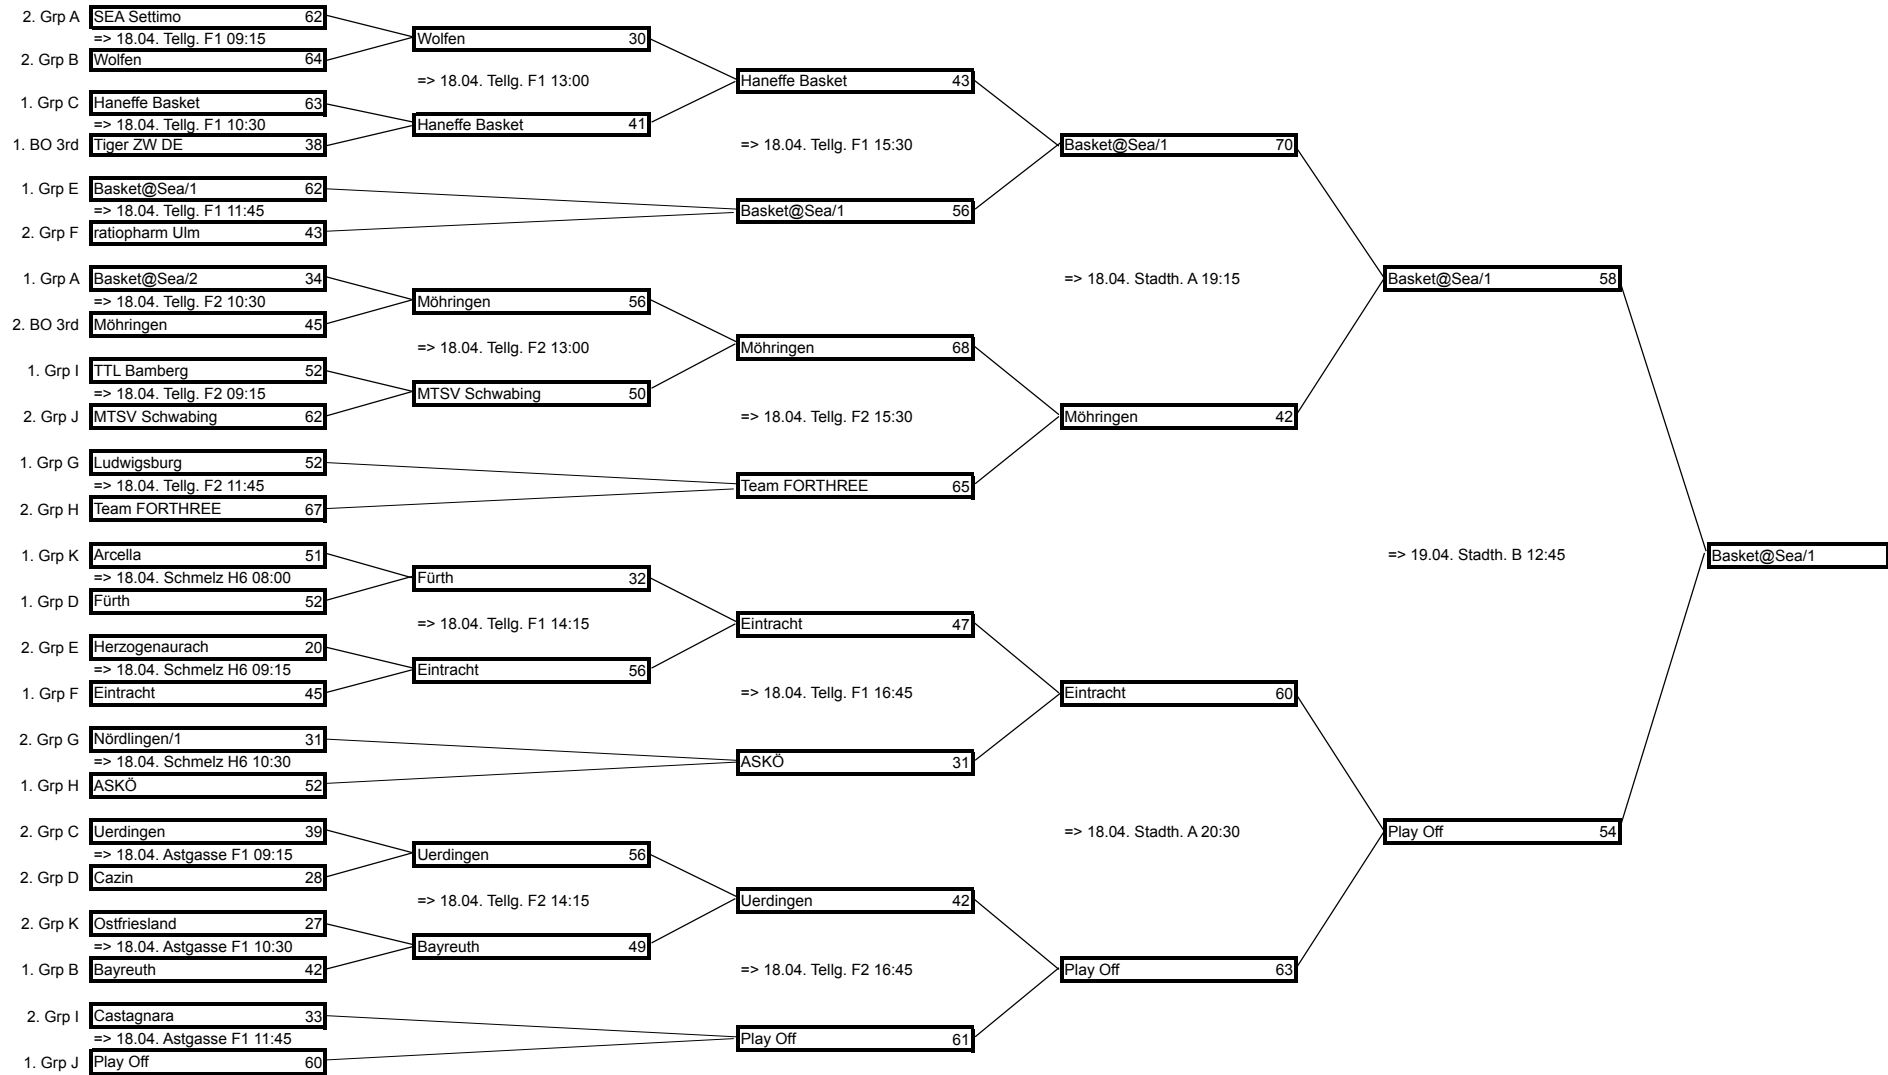 2. Grp A SEA Settimo 62
=> 18.04. Tellg. F1 09:15
2. Grp B Wolfen 64
1. Grp C Haneffe Basket 63
=> 18.04. Tellg. F1 10:30
1. BO 3rd Tiger ZW DE 38
1. Grp E Basket@Sea/1 62
=> 18.04. Tellg. F1 11:45
2. Grp F ratiopharm Ulm 43
1. Grp A Basket@Sea/2 34
=> 18.04. Tellg. F2 10:30
2. BO 3rd Möhringen 45
1. Grp I TTL Bamberg 52
=> 18.04. Tellg. F2 09:15
2. Grp J MTSV Schwabing 62
1. Grp G Ludwigsburg 52
=> 18.04. Tellg. F2 11:45
2. Grp H Team FORTHREE 67
1. Grp K Arcella 51
=> 18.04. Schmelz H6 08:00
1. Grp D Fürth 52
2. Grp E Herzogenaurach 20
=> 18.04. Schmelz H6 09:15
1. Grp F Eintracht 45
2. Grp G Nördlingen/1 31
=> 18.04. Schmelz H6 10:30
1. Grp H ASKÖ 52
2. Grp C Uerdingen 39
=> 18.04. Astgasse F1 09:15
2. Grp D Cazin 28
2. Grp K Ostfriesland 27
=> 18.04. Astgasse F1 10:30
1. Grp B Bayreuth 42
2. Grp I Castagnara 33
=> 18.04. Astgasse F1 11:45
1. Grp J Play Off 60
Wolfen 30
=> 18.04. Tellg. F1 13:00
Haneffe Basket 41
Möhringen 56
=> 18.04. Tellg. F2 13:00
MTSV Schwabing 50
Fürth 32
=> 18.04. Tellg. F1 14:15
Eintracht 56
Uerdingen 56
=> 18.04. Tellg. F2 14:15
Bayreuth 49
Haneffe Basket 43
=> 18.04. Tellg. F1 15:30
Basket@Sea/1 56
Möhringen 68
=> 18.04. Tellg. F2 15:30
Team FORTHREE 65
Eintracht 47
=> 18.04. Tellg. F1 16:45
ASKÖ 31
Uerdingen 42
=> 18.04. Tellg. F2 16:45
Play Off 61
Basket@Sea/1 70
=> 18.04. Stadth. A 19:15
Möhringen 42
Eintracht 60
=> 18.04. Stadth. A 20:30
Play Off 63
Basket@Sea/1 58
=> 19.04. Stadth. B 12:45
Play Off 54
Basket@Sea/1